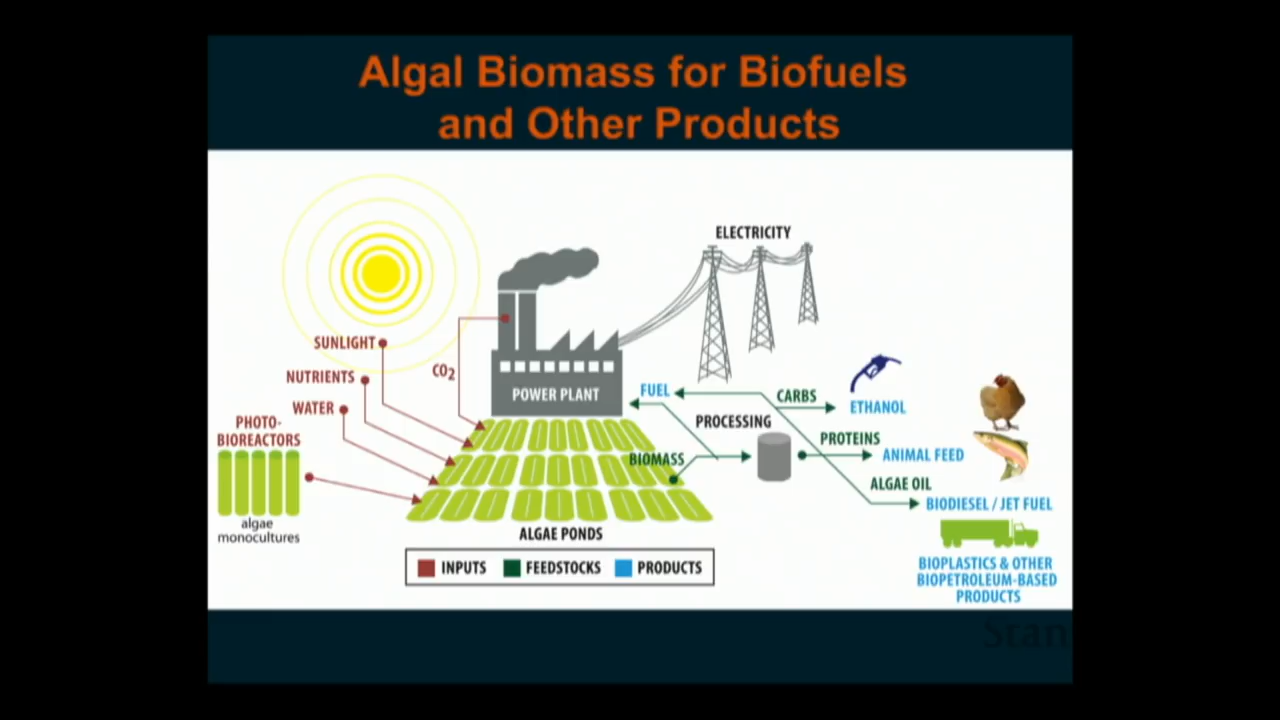 Algal Biomass for Biofuels
and Other Products
ELECTRICITY
SUNLIGHT
CO2
NUTRIENTS
POWER PLANT
FUEL
CARBS
ETHANOL
WATER
PROCESSING
PHOTO-
BIOREACTORS
PROTEINS
BIOMASS
ANIMAL FEED
ALGAE OIL
BIODIESEL / JET FUEL
algae
monocultures
ALGAE PONDS
BIOPLASTICS & OTHER
BIOPETROLEUM-BASED
PRODUCTS
INPUTS
FEEDSTOCKS
PRODUCTS
Stan